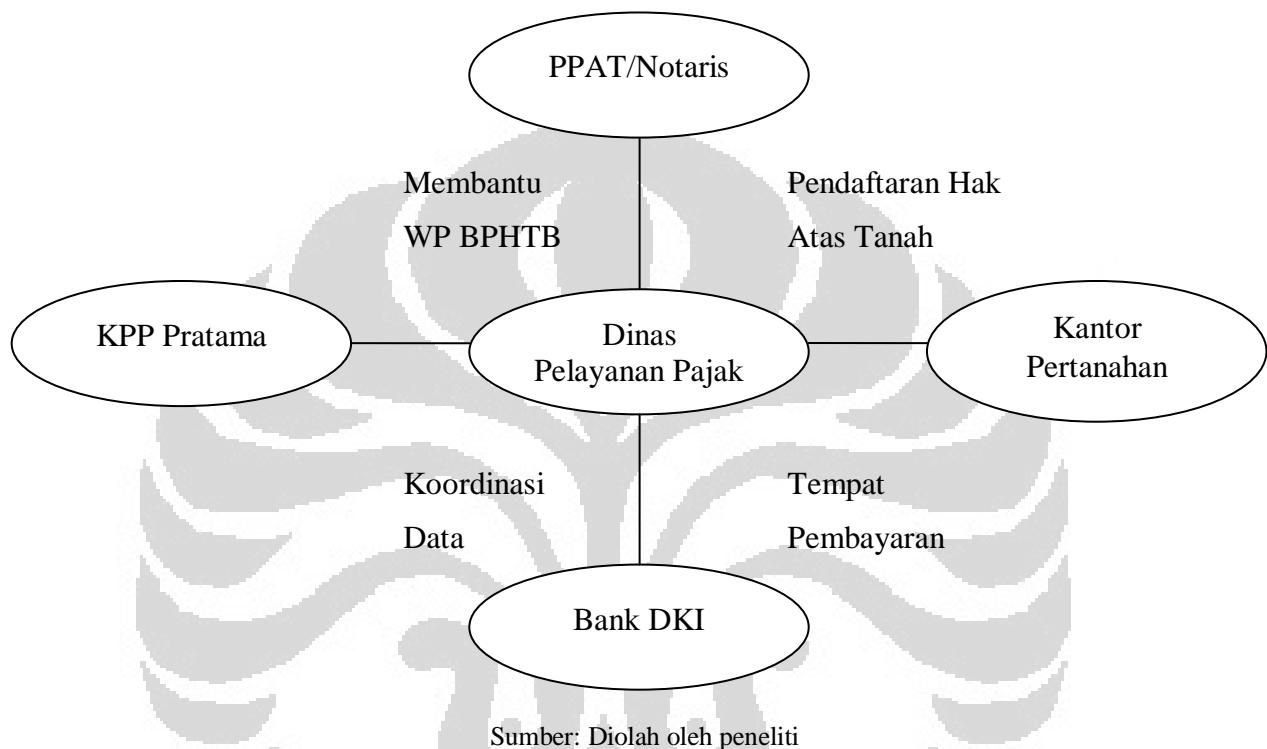 PPAT/Notaris
Membantu
WP BPHTB
Pendaftaran Hak
Atas Tanah
KPP Pratama
Dinas
Pelayanan Pajak
Kantor
Pertanahan
Koordinasi
Data
Tempat
Pembayaran
Bank DKI
Sumber: Diolah oleh peneliti